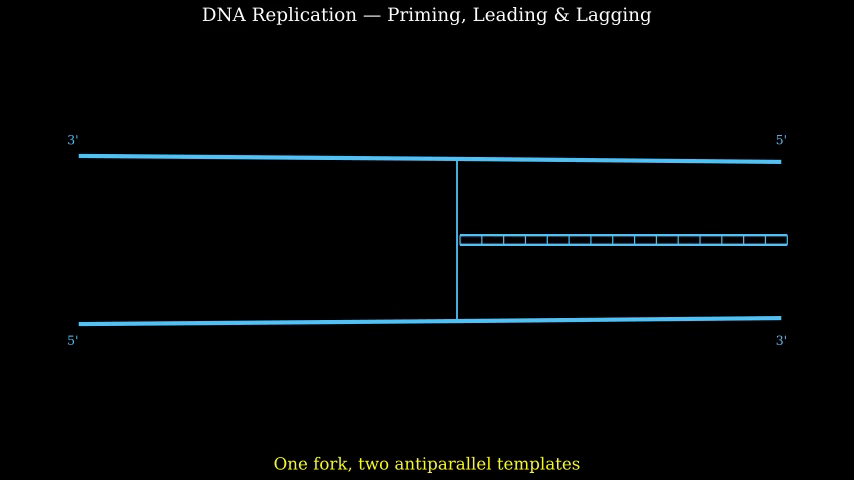 DNA Replication — Priming, Leading & Lagging
3' 5'
5' 3'
One fork, two antiparallel templates